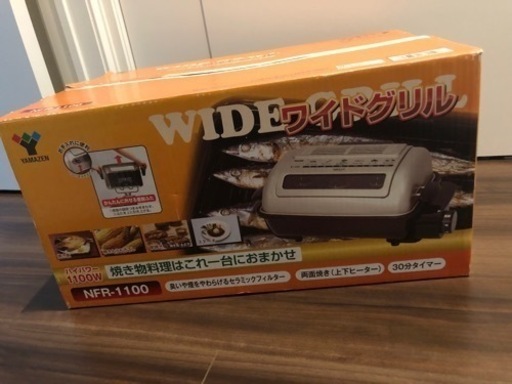 YAMAZEN
WIDE GRILL
ワイドグリル
ハイパワー
1100W
焼き物料理はこれ一台におまかせ
NFR-1100
臭いや煙をやわらげるセラミックフィルター
両面焼き(上下ヒーター)
30分タイマー